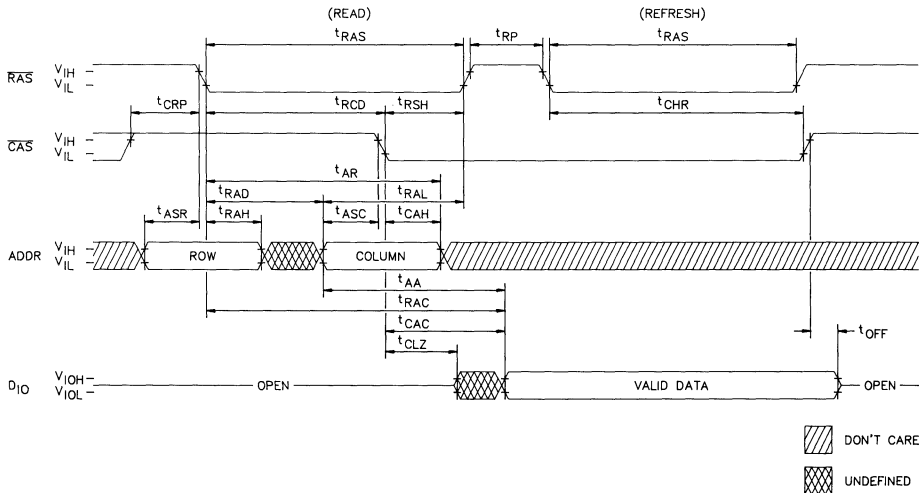 (READ) (REFRESH)
tRAS tRP tRAS
RAS VIH
VIL
tCRP tRCD tRSH tCHR
CAS VIH
VIL
tAR
tRAD tRAL
tASR tRAH tASC tCAH
ADDR VIH
VIL
ROW COLUMN
tAA
tRAC
tCAC
tCLZ tOFF
DIO VIOH
VIOL
OPEN VALID DATA OPEN
DON'T CARE
UNDEFINED